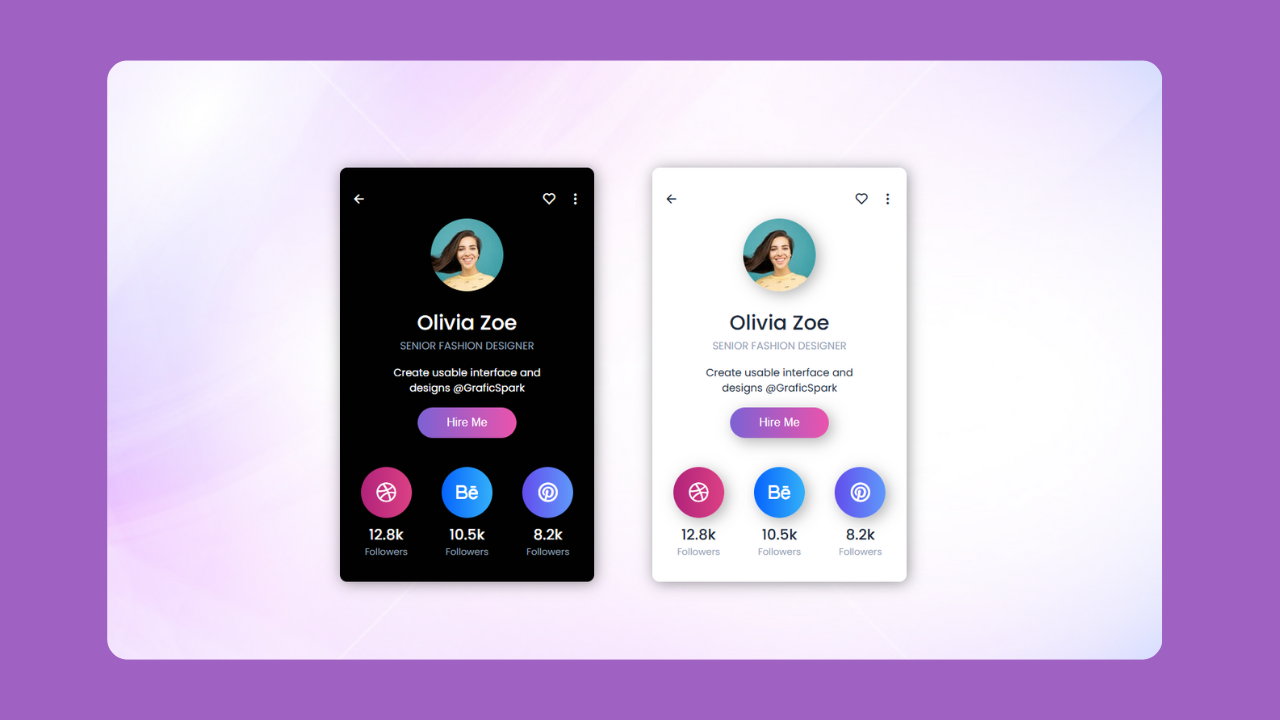 Olivia Zoe
SENIOR FASHION DESIGNER
Create usable interface and
designs @GraficSpark
Hire Me
Bē
12.8k
10.5k
8.2k
Followers
Followers
Followers
Olivia Zoe
SENIOR FASHION DESIGNER
Create usable interface and
designs @GraficSpark
Hire Me
Bē
12.8k
10.5k
8.2k
Followers
Followers
Followers